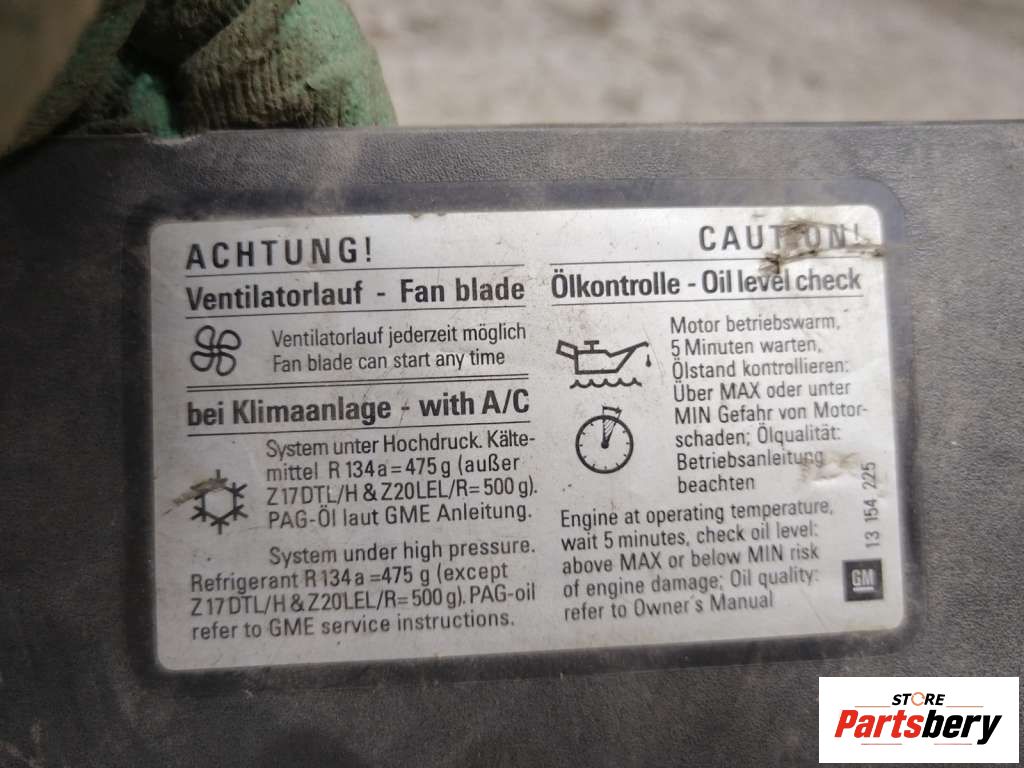 ACHTUNG!
Ventilatorlauf - Fan blade
Ventilatorlauf jederzeit möglich
Fan blade can start any time
bei Klimaanlage - with A/C
System unter Hochdruck. Kälte-
mittel R 134 a = 475 g (außer
Z 17 DTL/H & Z20LEL/R= 500 g).
PAG-Öl laut GME Anleitung.
System under high pressure.
Refrigerant R 134 a =475 g (except
Z 17 DTL/H & Z20LEL/R= 500 g). PAG-oil
refer to GME service instructions.
CAUTION!
Ölkontrolle - Oil level check
Motor betriebswarm,
5 Minuten warten,
Ölstand kontrollieren:
Über MAX oder unter
MIN Gefahr von Motor-
schaden; Ölqualität:
Betriebsanleitung
beachten
Engine at operating temperature,
wait 5 minutes, check oil level:
above MAX or below MIN risk
of engine damage; Oil quality:
refer to Owner's Manual
13 154 225
GM
STORE
Partsbery